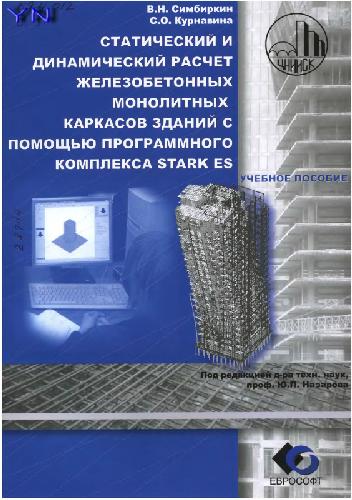 В.Н. Симбиркин
С.О. Курнавина
СТАТИЧЕСКИЙ И
ДИНАМИЧЕСКИЙ РАСЧЕТ
ЖЕЛЕЗОБЕТОННЫХ
МОНОЛИТНЫХ
КАРКАСОВ ЗДАНИЙ С
ПОМОЩЬЮ ПРОГРАММНОГО
КОМПЛЕКСА STARK ES
УЧЕБНОЕ ПОСОБИЕ
Под редакцией д-ра техн. наук,
проф. Ю.П. Назарова
ЕВРОСОФТ